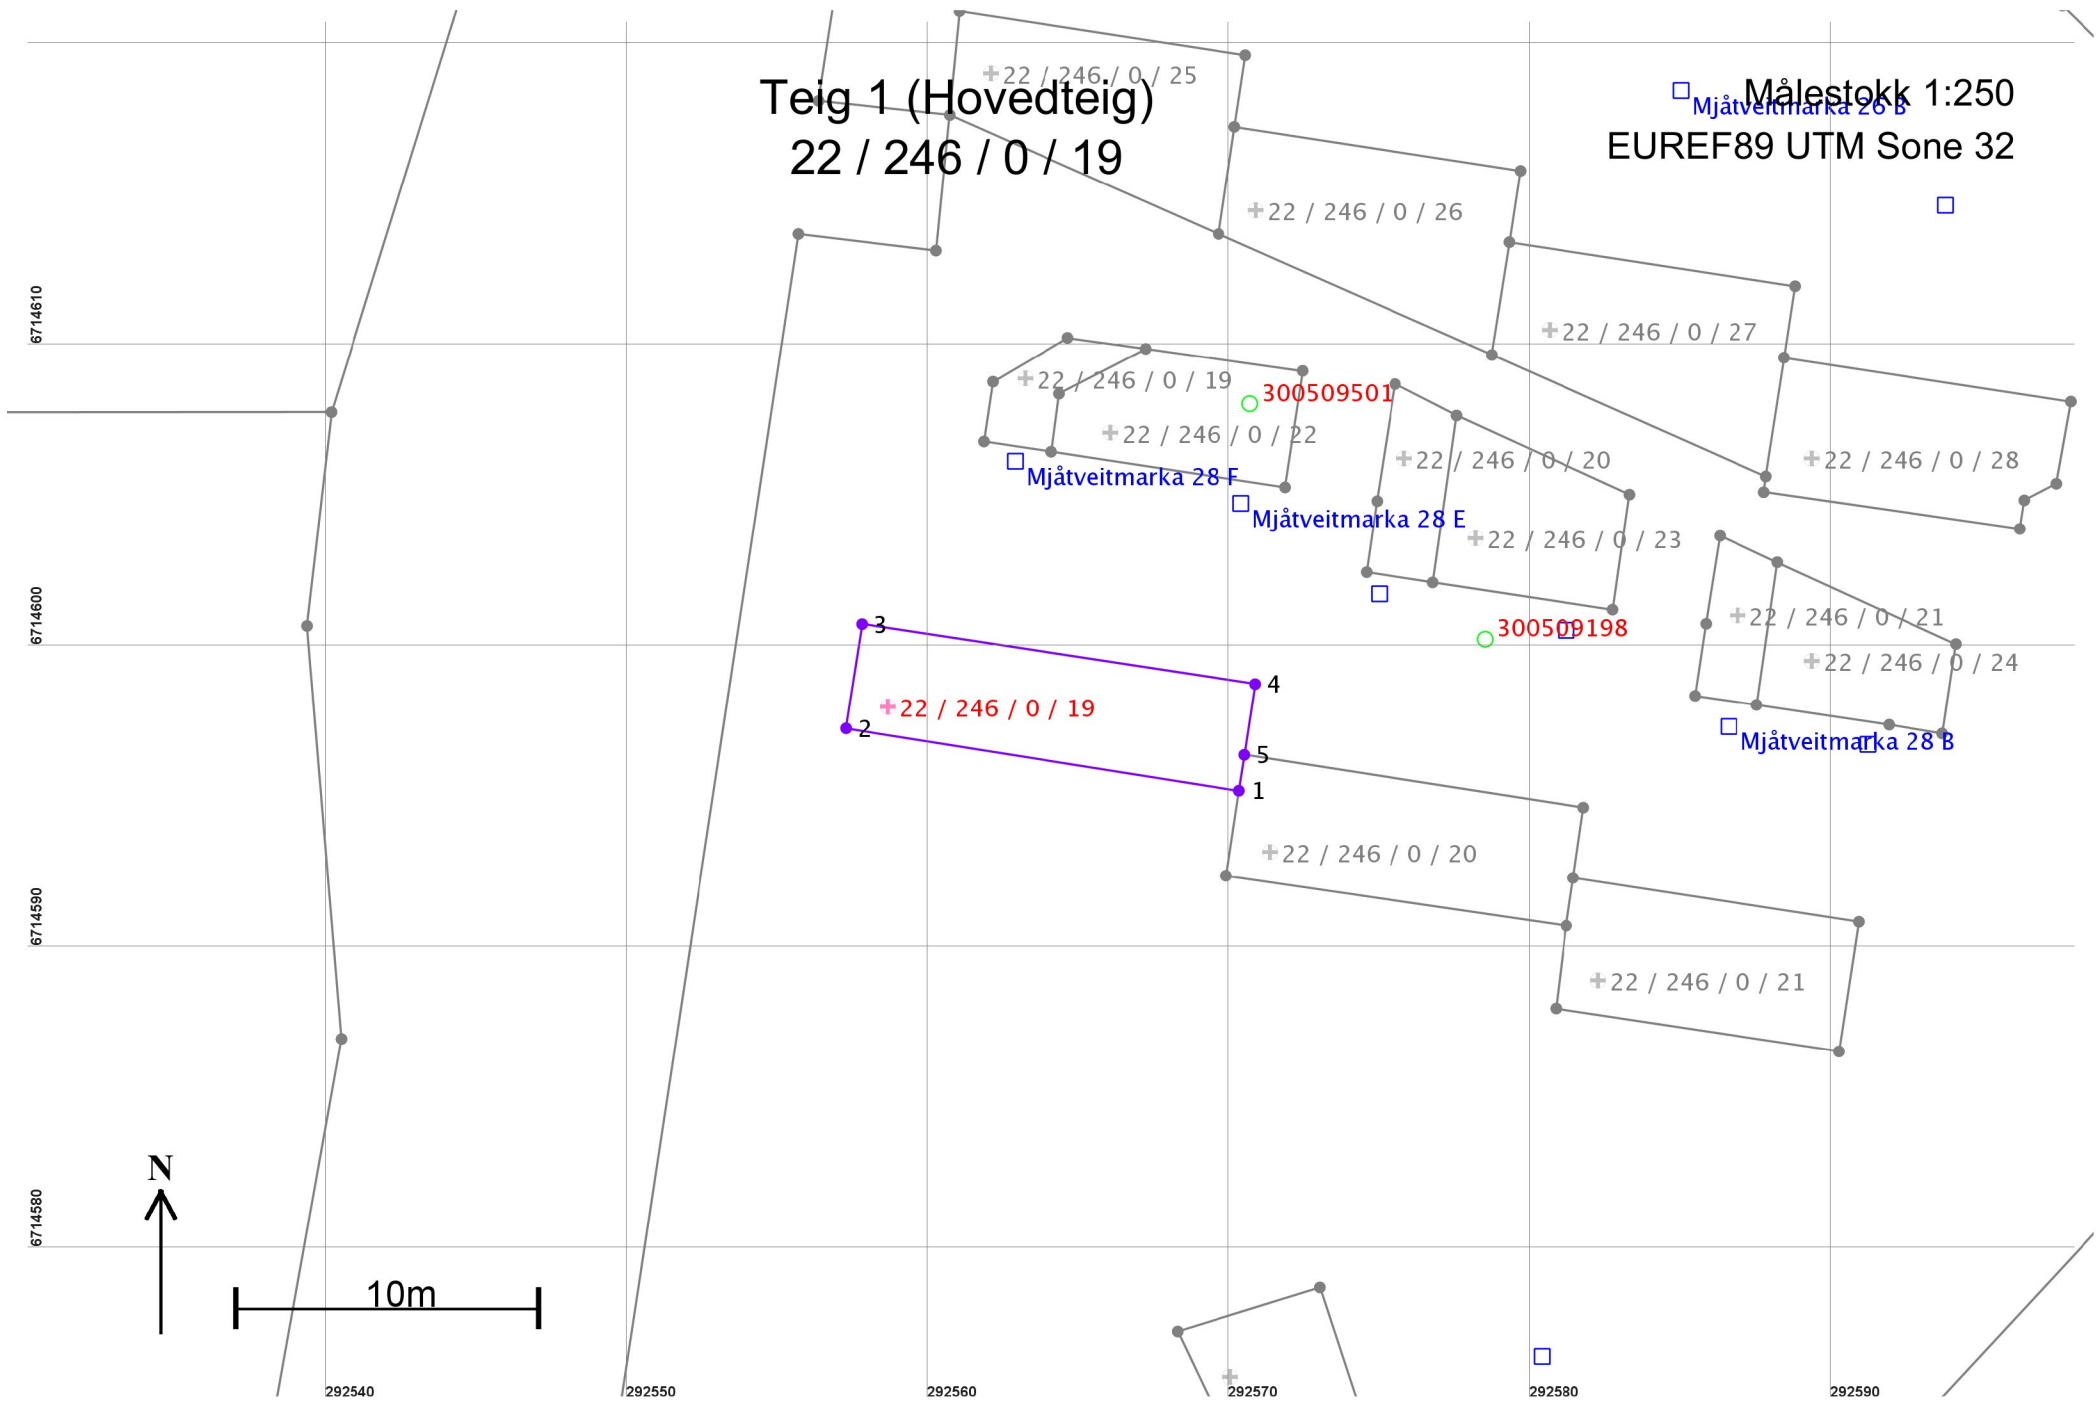 22 / 246 / 0 / 25
Teig 1 (Hovedteig)
22 / 246 / 0 / 19
Målestokk 1:250
Mjåtveitmarka 26 B
EUREF89 UTM Sone 32
22 / 246 / 0 / 26
6714610
22 / 246 / 0 / 27
22 / 246 / 0 / 19
300509501
22 / 246 / 0 / 22
22 / 246 / 0 / 20
22 / 246 / 0 / 28
Mjåtveitmarka 28 F
Mjåtveitmarka 28 E
22 / 246 / 0 / 23
6714600
3
300509198
22 / 246 / 0 / 21
22 / 246 / 0 / 24
4
22 / 246 / 0 / 19
2
Mjåtveitmarka 28 B
5
1
22 / 246 / 0 / 20
6714590
22 / 246 / 0 / 21
N
6714580
10m
292540
292550
292560
292570
292580
292590